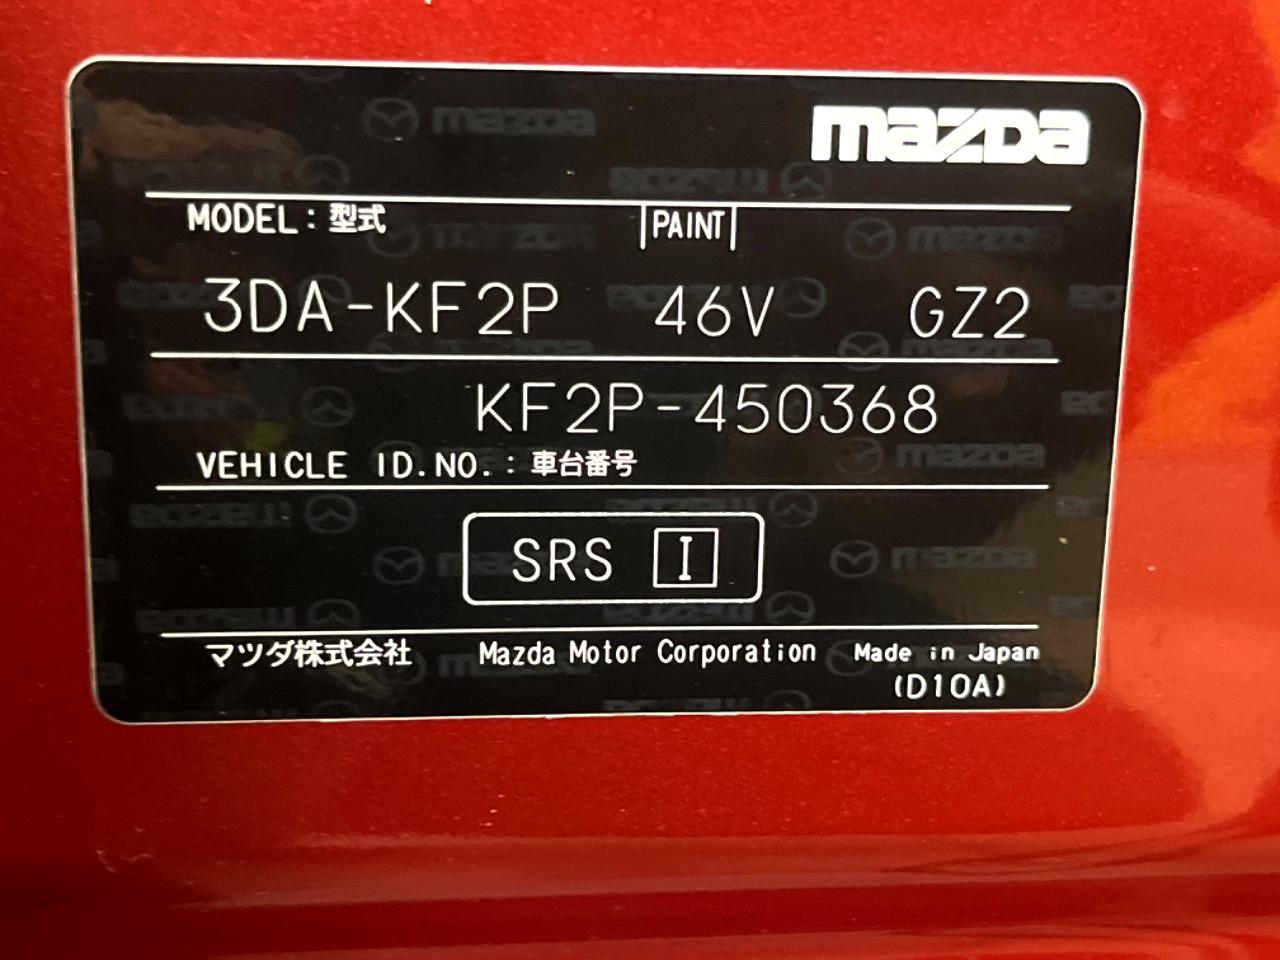 mazda
MODEL: 型式 PAINT
3DA-KF2P 46V GZ2
KF2P-450368
VEHICLE ID.NO.: 車台番号
SRS I
マツダ株式会社 Mazda Motor Corporation Made in Japan
(D10A)